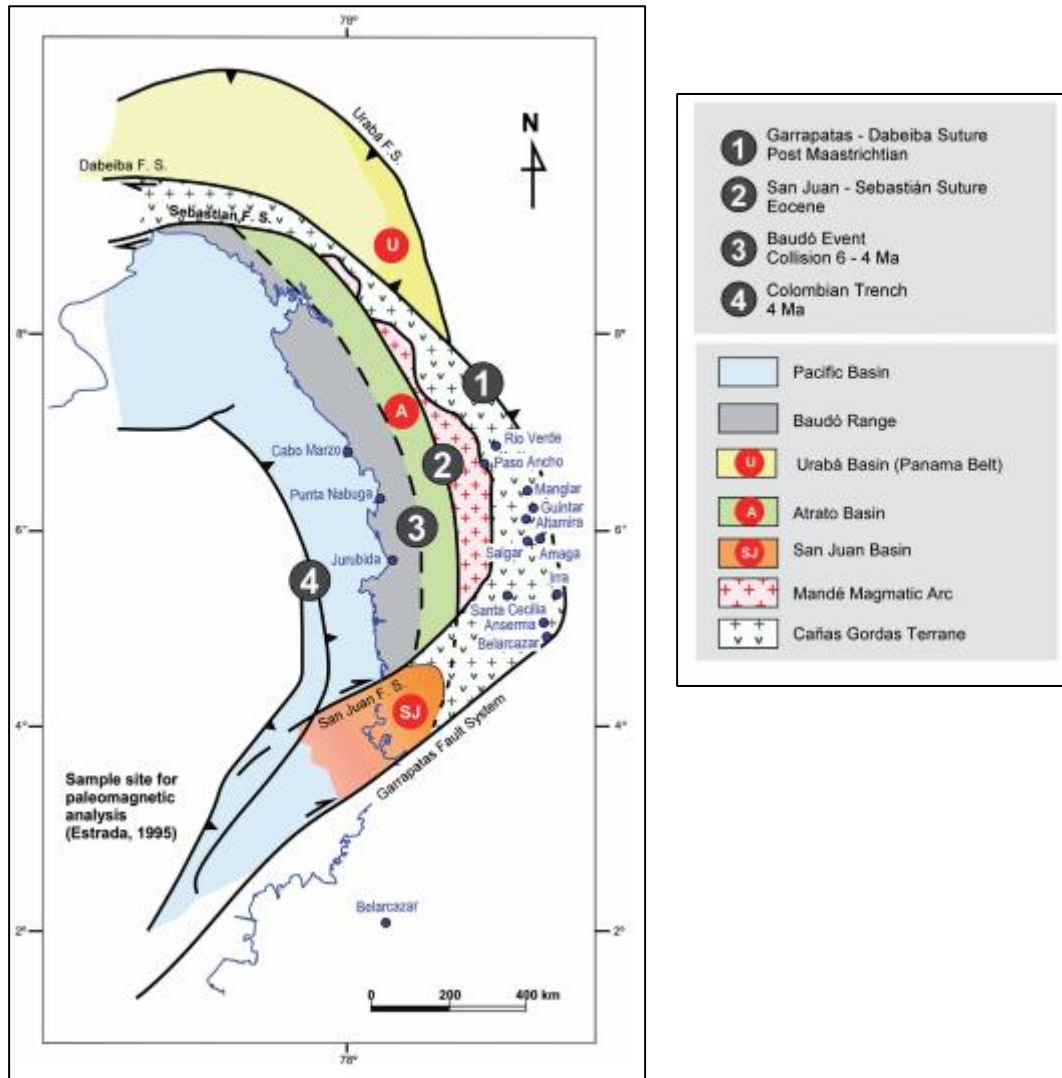 78°
N
Urabá F.S.
Dabeiba F. S.
Sebastian F. S.
U
8°
8°
1
A
Rio Verde
2
Cabo Marzo
Paso Ancho
Punta Nabuga
Manglar
Guintar
6°
3
Altamira
6°
Salgar
Amaga
Jurubida
4
Irra
Santa Cecilia
Anserma
Belarcazar
San Juan F. S.
SJ
4°
4°
Garrapatas Fault System
Sample site for
paleomagnetic
analysis
(Estrada, 1995)
Belarcazar
2°
2°
0 200 400 km
78°
1 Garrapatas - Dabeiba Suture
Post Maastrichtian
2 San Juan - Sebastián Suture
Eocene
3 Baudó Event
Collision 6 - 4 Ma
4 Colombian Trench
4 Ma
Pacific Basin
Baudó Range
U Urabá Basin (Panama Belt)
A Atrato Basin
SJ San Juan Basin
Mandé Magmatic Arc
Cañas Gordas Terrane